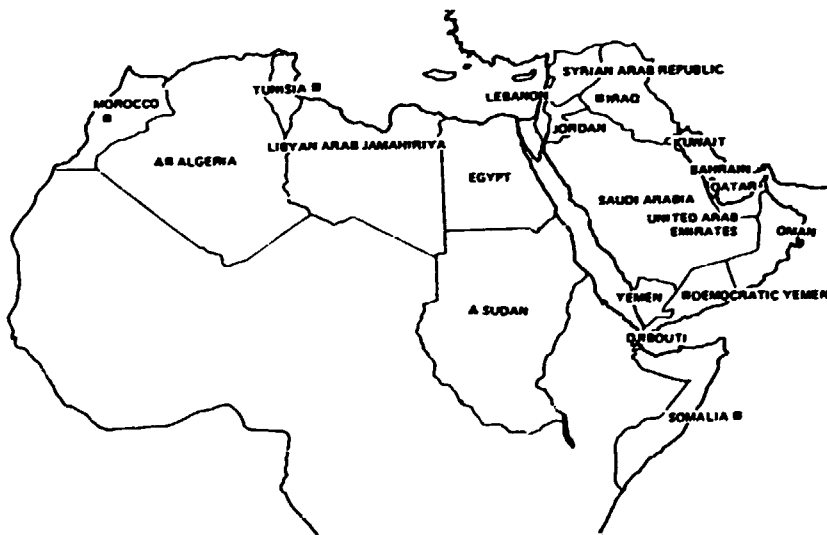 SYRIAN ARAB REPUBLIC
TUNISIA
LEBANON
IRAQ
MOROCCO
JORDAN
KUWAIT
LIBYAN ARAB JAMAHIRIYA
ALGERIA
EGYPT
BAHRAIN
QATAR
SAUDI ARABIA
UNITED ARAB
EMIRATES
OMAN
YEMEN
DEMOCRATIC YEMEN
SUDAN
DJIBOUTI
SOMALIA